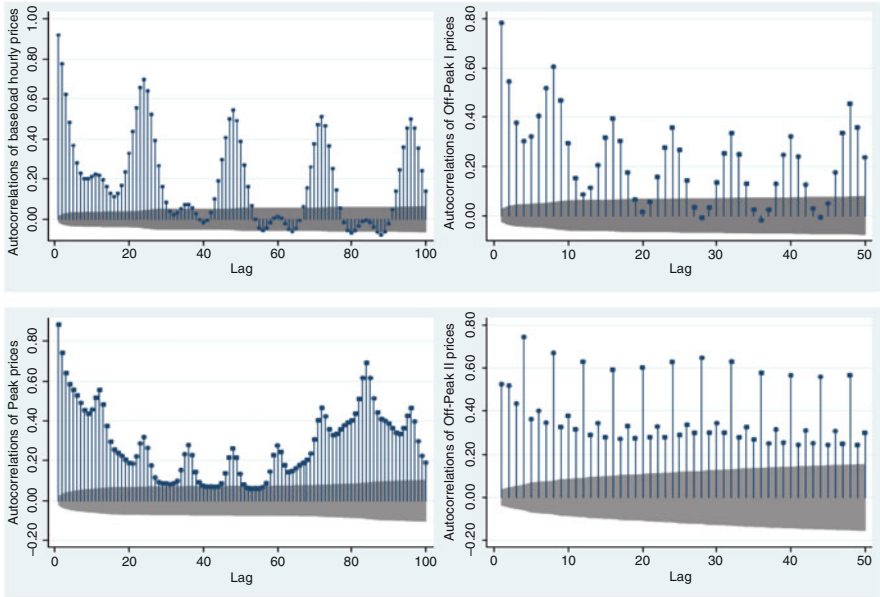 Autocorrelations of baseload hourly prices
1.00
0.80
0.60
0.40
0.20
0.00
0 20 40 60 80 100
Lag
Autocorrelations of Off-Peak I prices
0.80
0.60
0.40
0.20
0.00
0 10 20 30 40 50
Lag
Autocorrelations of Peak prices
0.80
0.60
0.40
0.20
0.00
−0.20
0 20 40 60 80 100
Lag
Autocorrelations of Off-Peak II prices
0.80
0.60
0.40
0.20
0.00
−0.20
0 10 20 30 40 50
Lag